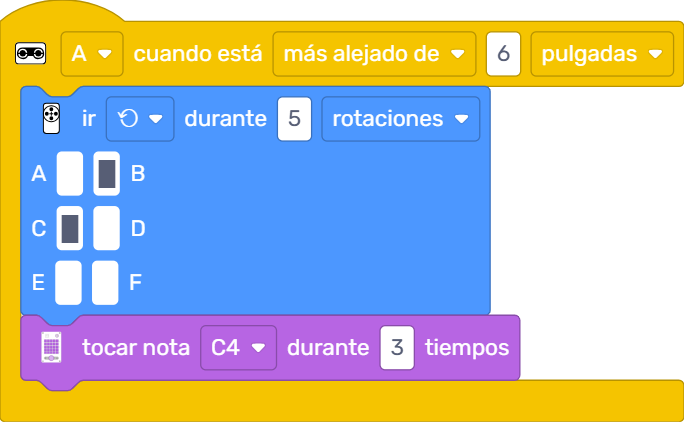 A cuando está más alejado de 6 pulgadas
ir durante 5 rotaciones
A B
C D
E F
tocar nota C4 durante 3 tiempos